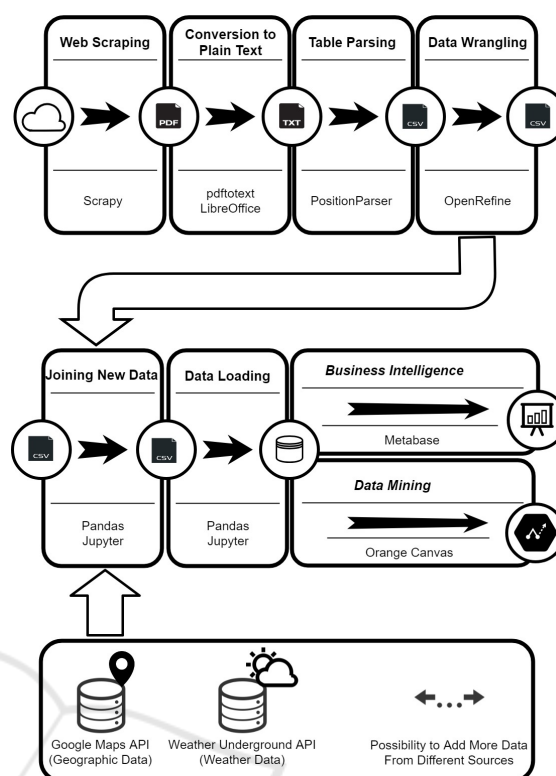 Web Scraping
Conversion to
Plain Text
Table Parsing
Data Wrangling
PDF
TXT
CSV
CSV
Scrapy
pdftotext
LibreOffice
PositionParser
OpenRefine
Joining New Data
Data Loading
Business Intelligence
Metabase
CSV
CSV
Data Mining
Pandas
Jupyter
Pandas
Jupyter
Orange Canvas
Google Maps API
(Geographic Data)
Weather Underground API
(Weather Data)
Possibility to Add More Data
From Different Sources